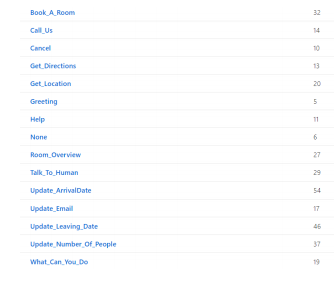 Book_A_Room 32
Call_Us 14
Cancel 10
Get_Directions 13
Get_Location 20
Greeting 5
Help 11
None 6
Room_Overview 27
Talk_To_Human 29
Update_ArrivalDate 54
Update_Email 17
Update_Leaving_Date 46
Update_Number_Of_People 37
What_Can_You_Do 19